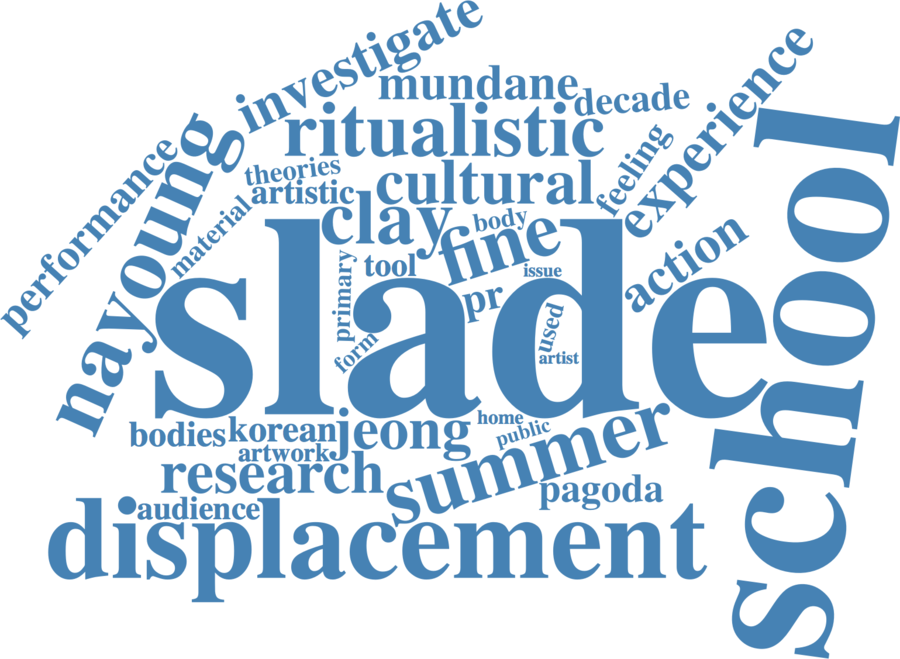 investigate
mundane
decade
experience
ritualistic
nayoung
performance
theories
artistic
cultural
feeling
school
material
clay
body
fine
slade
action
tool
issue
primary
pr
used
form
artist
bodies
korean
jeong
home
public
artwork
summer
research
pagoda
audience
displacement